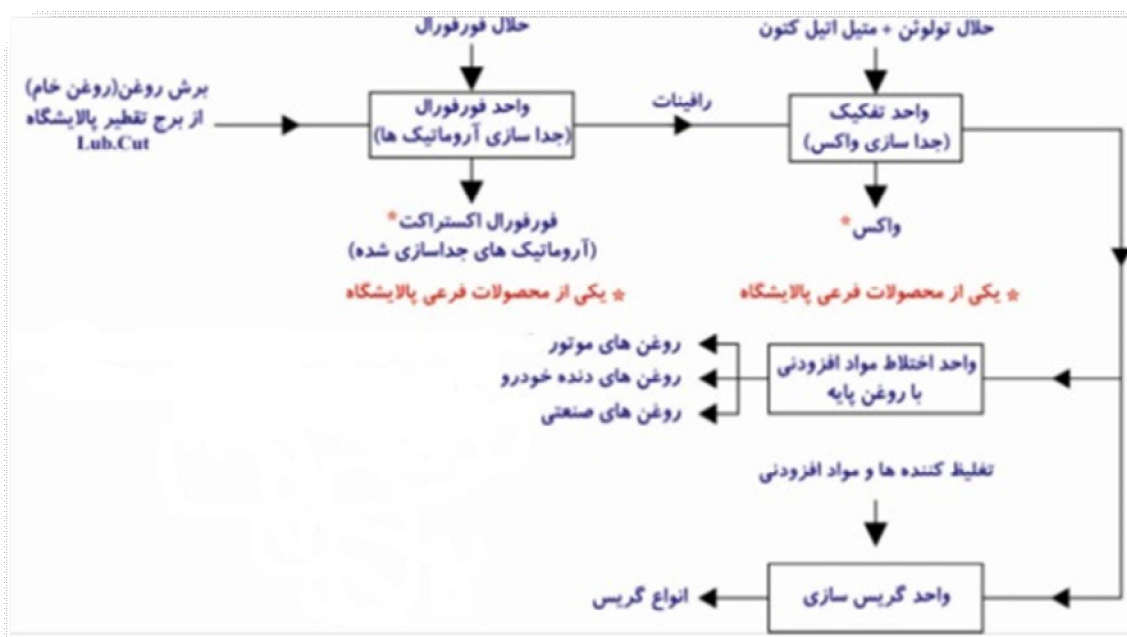 حلال فورفورال
حلال تولوئن + متیل اتیل کتون
برش روغن(روغن خام)
از برج تقطیر پالایشگاه
Lub.Cut
واحد فورفورال
(جدا سازی آروماتیک ها)
رافینات
واحد تفکیک
(جدا سازی واکس)
فورفورال اکستراکت*
(آروماتیک های جداسازی شده)
واکس*
* یکی از محصولات فرعی پالایشگاه
* یکی از محصولات فرعی پالایشگاه
واحد اختلاط مواد افزودنی
با روغن پایه
روغن های موتور
روغن های دنده خودرو
روغن های صنعتی
تغلیظ کننده ها و مواد افزودنی
واحد گریس سازی
انواع گریس